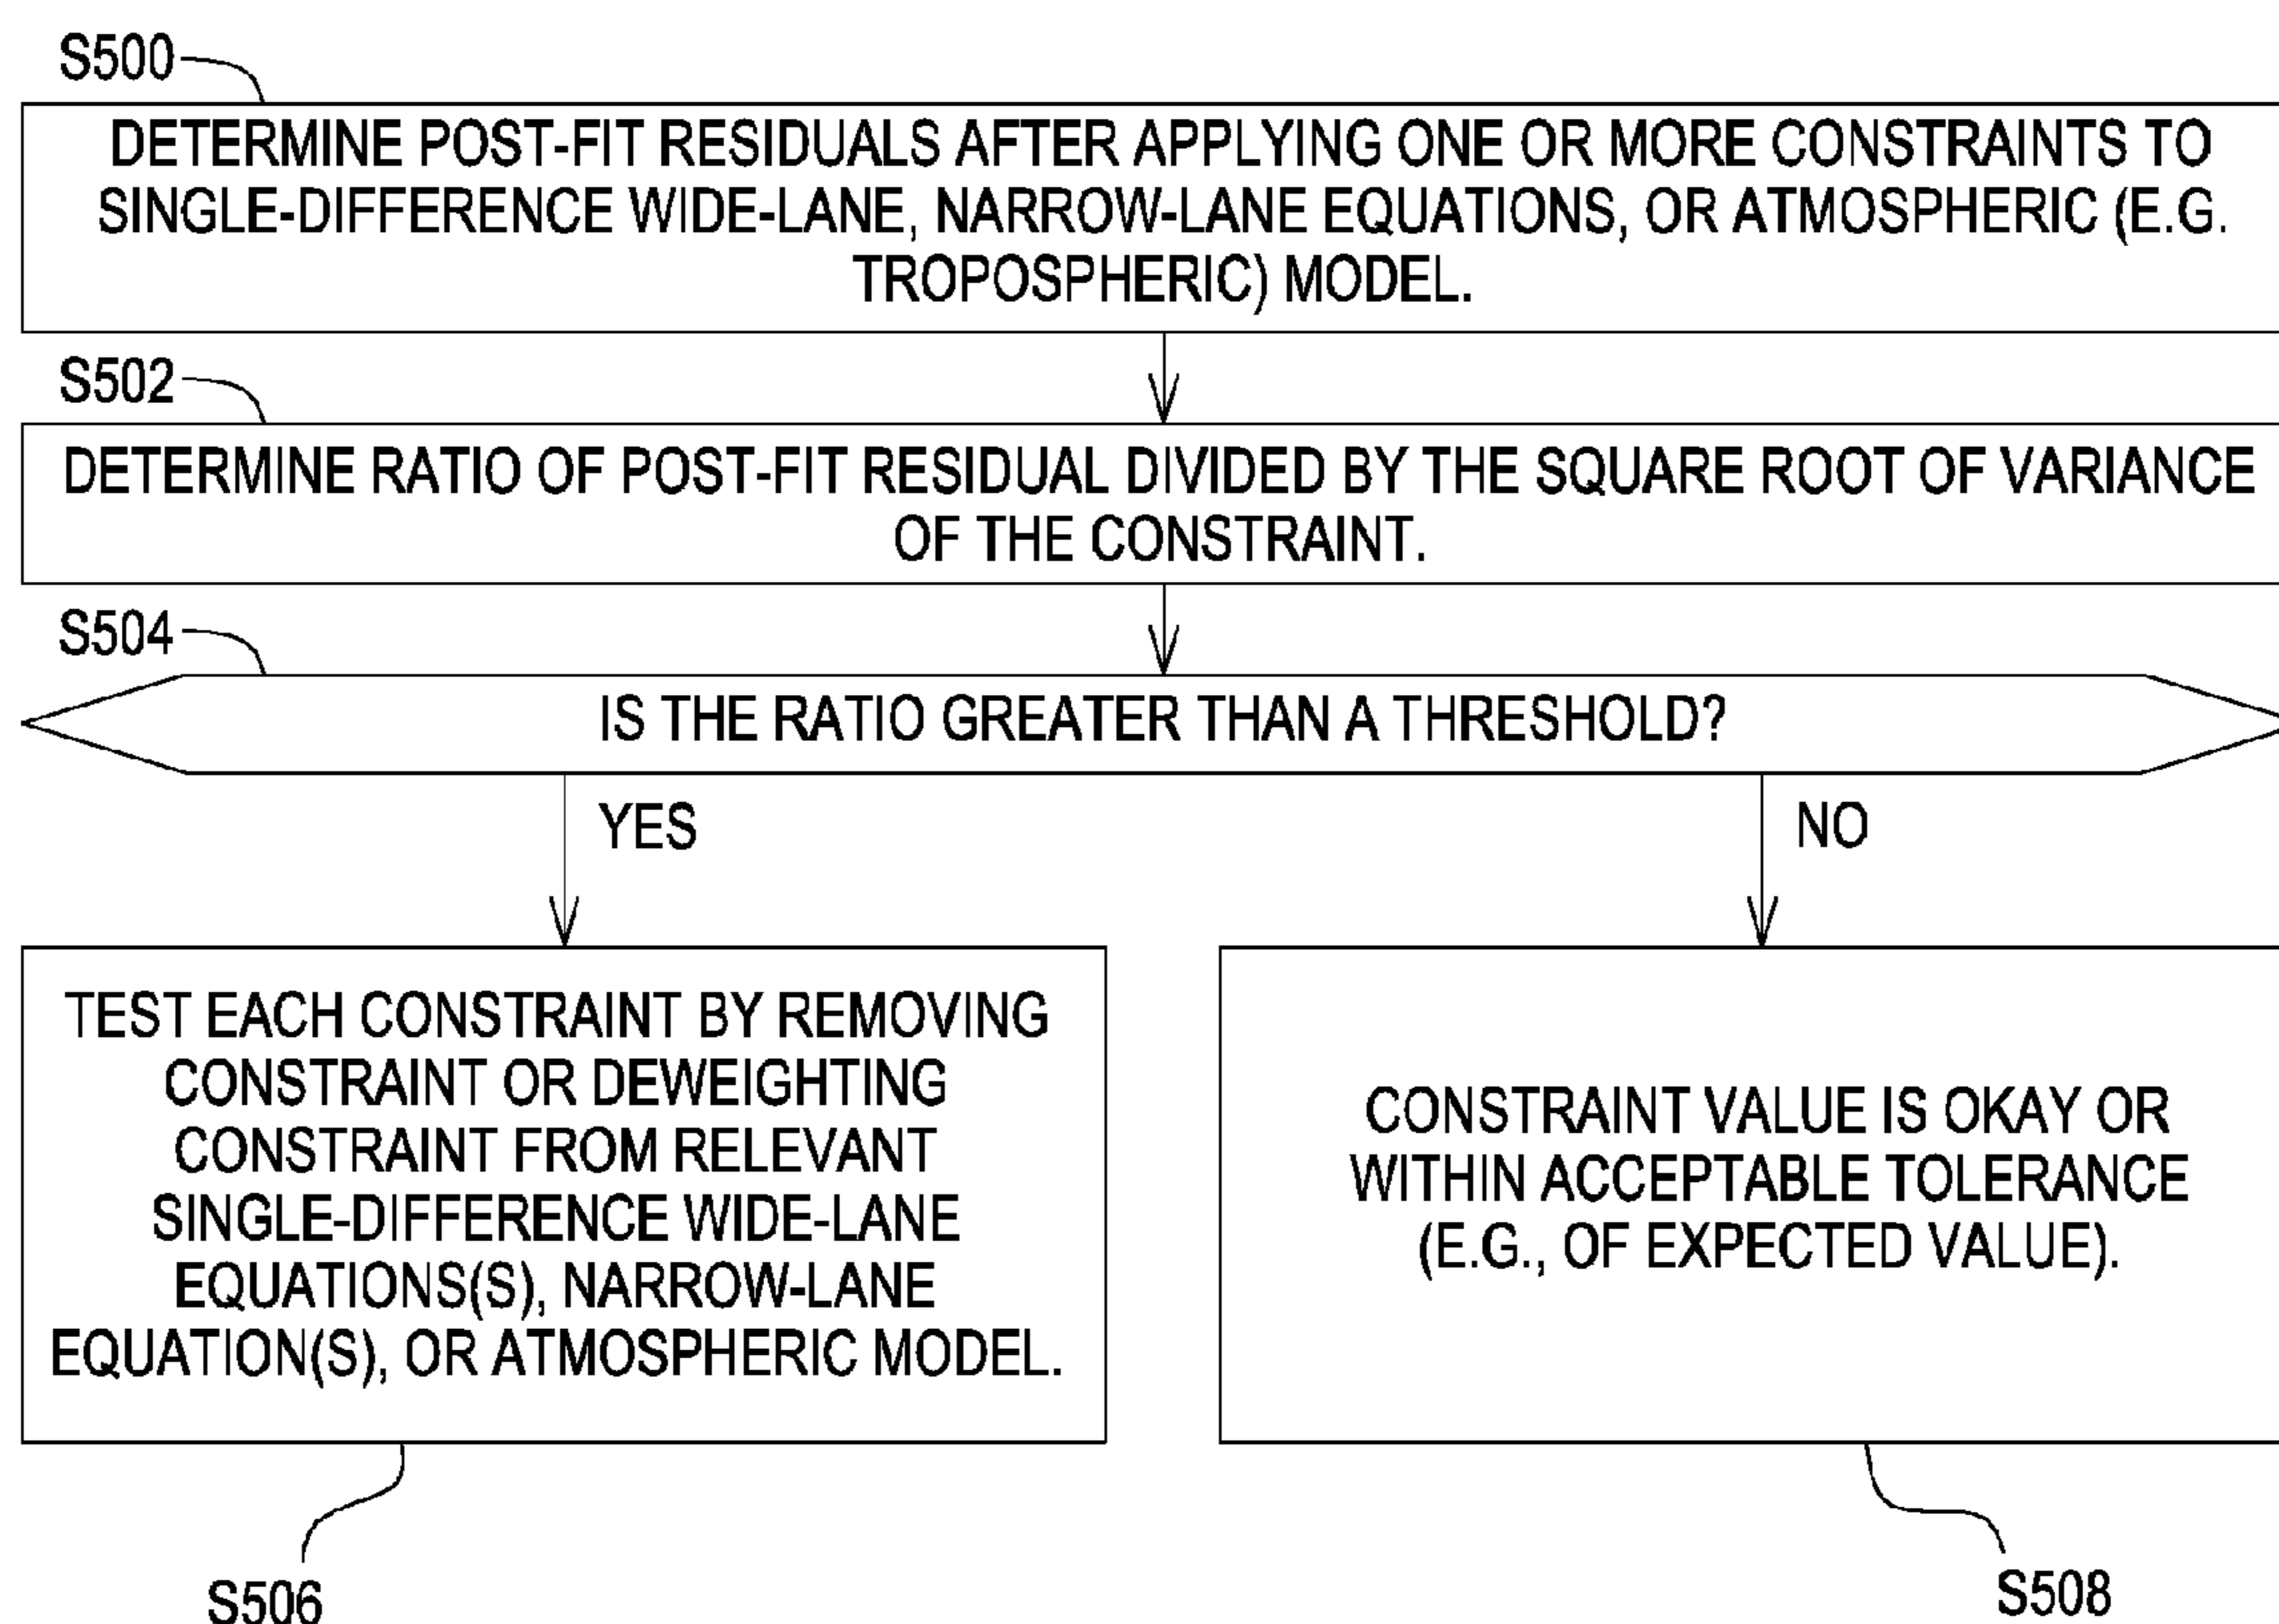 S500
DETERMINE POST-FIT RESIDUALS AFTER APPLYING ONE OR MORE CONSTRAINTS TO
SINGLE-DIFFERENCE WIDE-LANE, NARROW-LANE EQUATIONS, OR ATMOSPHERIC (E.G.
TROPOSPHERIC) MODEL.
S502
DETERMINE RATIO OF POST-FIT RESIDUAL DIVIDED BY THE SQUARE ROOT OF VARIANCE
OF THE CONSTRAINT.
S504
IS THE RATIO GREATER THAN A THRESHOLD?
YES
NO
TEST EACH CONSTRAINT BY REMOVING
CONSTRAINT OR DEWEIGHTING
CONSTRAINT FROM RELEVANT
SINGLE-DIFFERENCE WIDE-LANE
EQUATIONS(S), NARROW-LANE
EQUATION(S), OR ATMOSPHERIC MODEL.
CONSTRAINT VALUE IS OKAY OR
WITHIN ACCEPTABLE TOLERANCE
(E.G., OF EXPECTED VALUE).
S506
S508